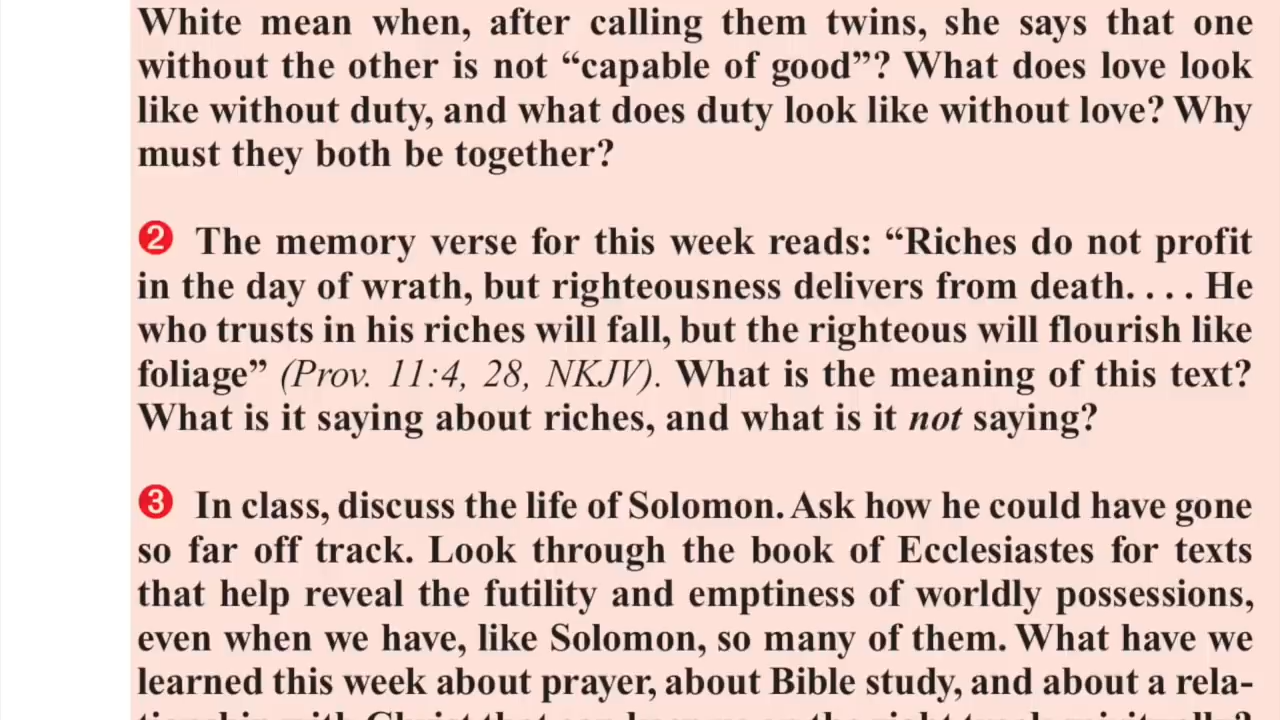 White mean when, after calling them twins, she says that one
without the other is not “capable of good”? What does love look
like without duty, and what does duty look like without love? Why
must they both be together?
2 The memory verse for this week reads: “Riches do not profit
in the day of wrath, but righteousness delivers from death. . . . He
who trusts in his riches will fall, but the righteous will flourish like
foliage” (Prov. 11:4, 28, NKJV). What is the meaning of this text?
What is it saying about riches, and what is it not saying?
3 In class, discuss the life of Solomon. Ask how he could have gone
so far off track. Look through the book of Ecclesiastes for texts
that help reveal the futility and emptiness of worldly possessions,
even when we have, like Solomon, so many of them. What have we
learned this week about prayer, about Bible study, and about a rela-